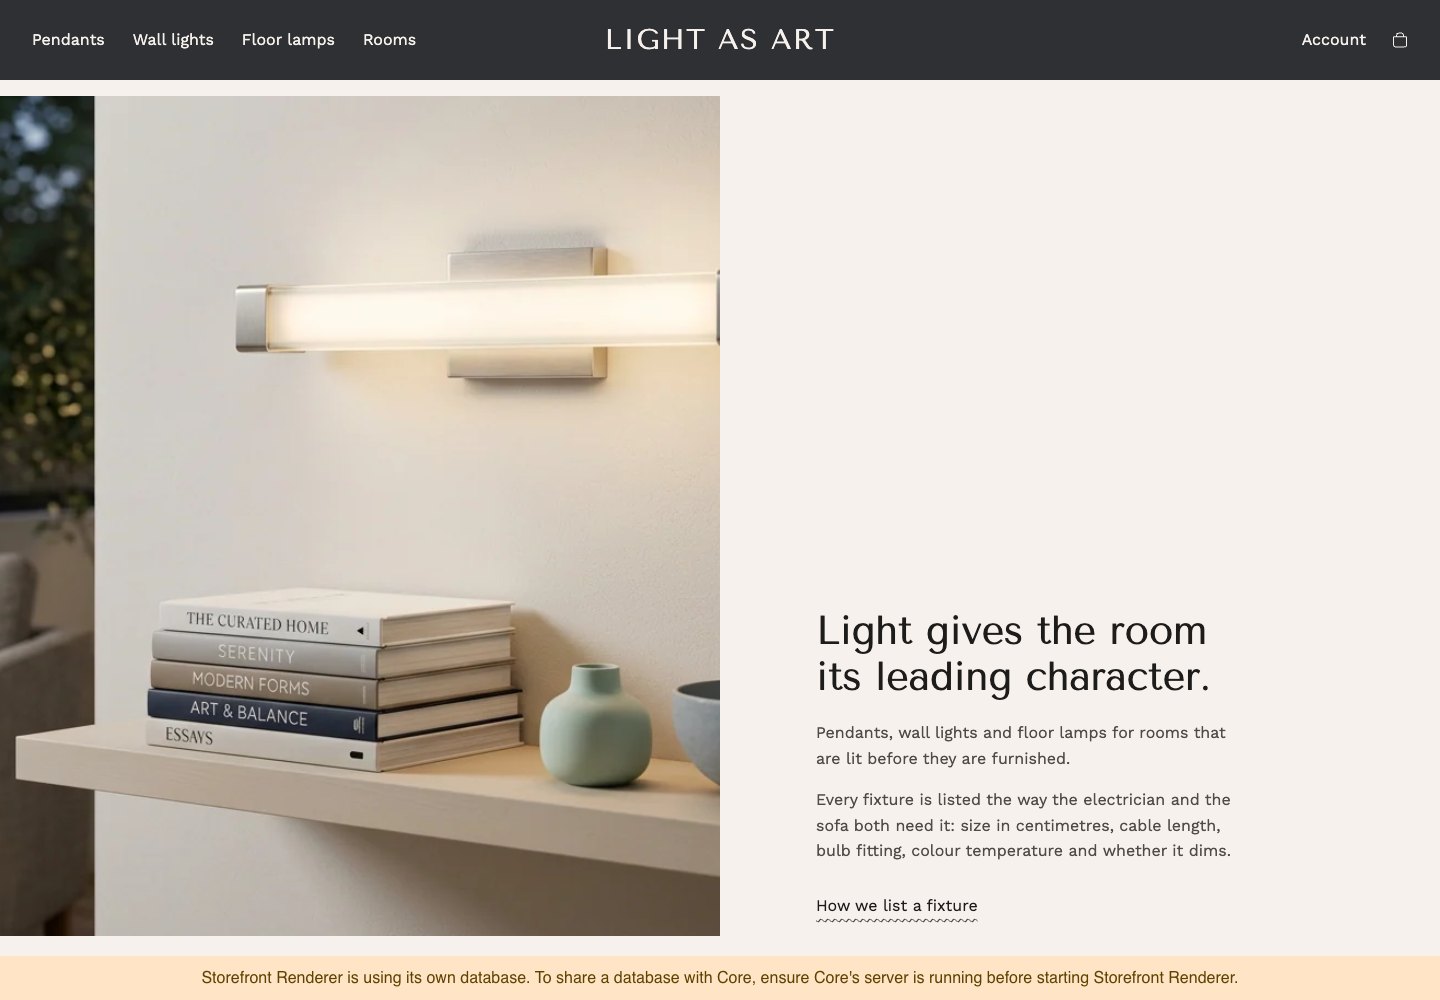 Pendants
Wall lights
Floor lamps
Rooms
LIGHT AS ART
Account
THE CURATED HOME
SERENITY
MODERN FORMS
ART & BALANCE
ESSAYS
Light gives the room
its leading character.
Pendants, wall lights and floor lamps for rooms that
are lit before they are furnished.
Every fixture is listed the way the electrician and the
sofa both need it: size in centimetres, cable length,
bulb fitting, colour temperature and whether it dims.
How we list a fixture
Storefront Renderer is using its own database. To share a database with Core, ensure Core's server is running before starting Storefront Renderer.